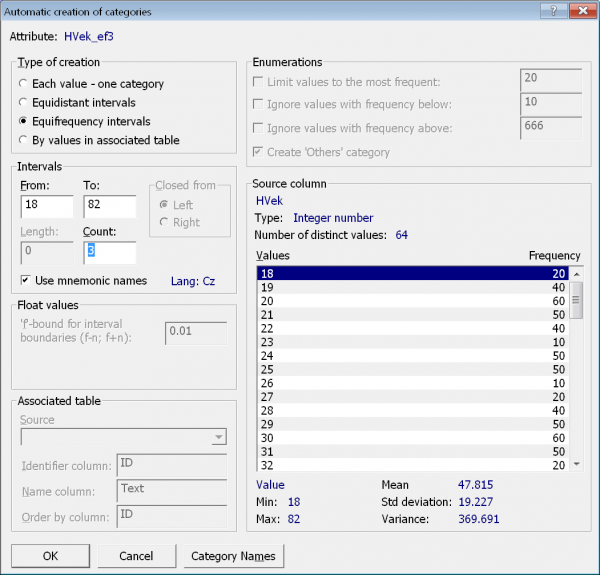 Automatic creation of categories
Attribute: HVek_ef3
Type of creation
Each value - one category
Equidistant intervals
Equifrequency intervals
By values in associated table
Intervals
From: To:
18 82
Closed from
Left
Right
Length: Count:
0 3
Use mnemonic names Lang: Cz
Float values
'f'-bound for interval
boundaries (f-n; f+n):
0.01
Associated table
Source
Identifier column: ID
Name column: Text
Order by column: ID
Enumerations
Limit values to the most frequent: 20
Ignore values with frequency below: 10
Ignore values with frequency above: 666
Create 'Others' category
Source column
HVek
Type: Integer number
Number of distinct values: 64
Values Frequency
18 20
19 40
20 60
21 50
22 40
23 10
24 50
25 50
26 10
27 20
28 40
29 50
30 60
31 50
32 20
Value Mean 47.815
Min: 18 Std deviation: 19.227
Max: 82 Variance: 369.691
OK Cancel Category Names